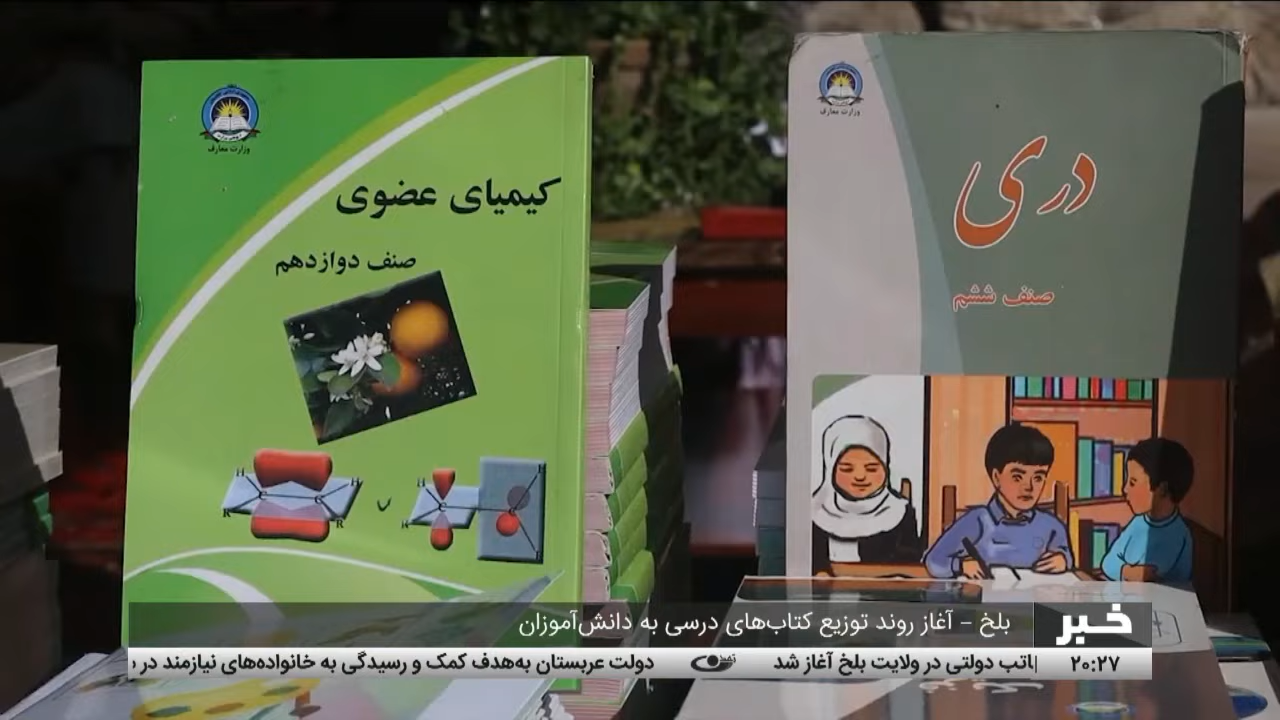 وزارت معارف
کیمیای عضوی
صنف دوازدهم
H
H
C
C
R
R
یا
H
H
R
H
وزارت معارف
دری
صنف ششم
خبر
بلخ – آغاز روند توزیع کتاب‌های درسی به دانش‌آموزان
۲۰:۲۷
اتب دولتی در ولایت بلخ آغاز شد
دولت عربستان به‌هدف کمک و رسیدگی به خانواده‌های نیازمند در